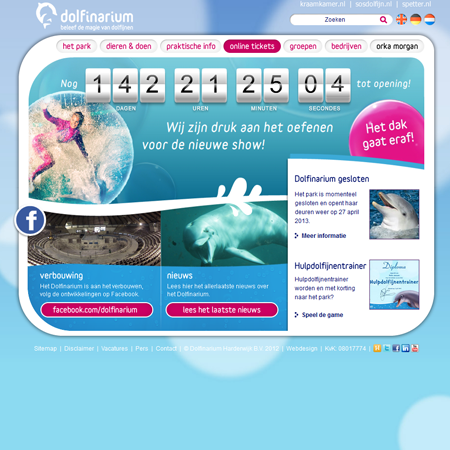 kraamkamer.nl | sosdolfijn.nl | spetter.nl
dolfinarium
beleef de magie van dolfijnen
Zoeken
het park
dieren & doen
praktische info
online tickets
groepen
bedrijven
orka morgan
Nog 142 21 25 04 tot opening!
DAGEN UREN MINUTEN SECONDES
Wij zijn druk aan het oefenen
voor de nieuwe show!
Het dak
gaat eraf!
Dolfinarium gesloten
Het park is momenteel
gesloten en opent haar
deuren weer op 27 april
2013.
Meer informatie
verbouwing
Het Dolfinarium is aan het verbouwen,
volg de ontwikkelingen op Facebook.
facebook.com/dolfinarium
nieuws
Lees hier het allerlaatste nieuws over
het Dolfinarium.
lees het laatste nieuws
Hulpdolfijnentrainer
Hulpdolfijnentrainer
worden en met korting
naar het park?
Speel de game
Diploma
Hulpdolfijnentrainer
Sitemap | Disclaimer | Vacatures | Pers | Contact | © Dolfinarium Harderwijk B.V. 2012 | Webdesign | KvK: 08017774 |